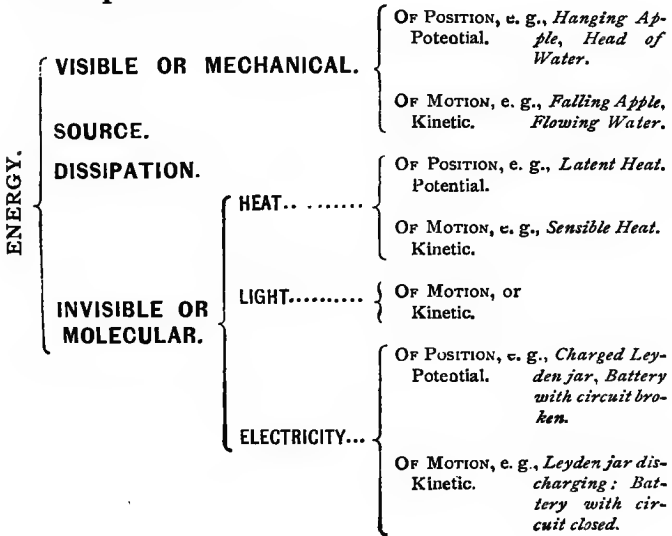 ENERGY.
VISIBLE OR MECHANICAL.
OF POSITION, e. g., Hanging Ap-
Poteotial. ple, Head of
Water.
OF MOTION, e. g., Falling Apple,
Kinetic. Flowing Water.
SOURCE.
DISSIPATION.
INVISIBLE OR
MOLECULAR.
HEAT.. ........
OF POSITION, e. g., Latent Heat.
Potential.
OF MOTION, e. g., Sensible Heat.
Kinetic.
LIGHT..........
OF MOTION, or
Kinetic.
ELECTRICITY...
OF POSITION, e. g., Charged Ley-
Potential. den jar, Battery
with circuit bro-
ken.
OF MOTION, e. g., Leyden jar dis-
Kinetic. charging; Bat-
tery with cir-
cuit closed.